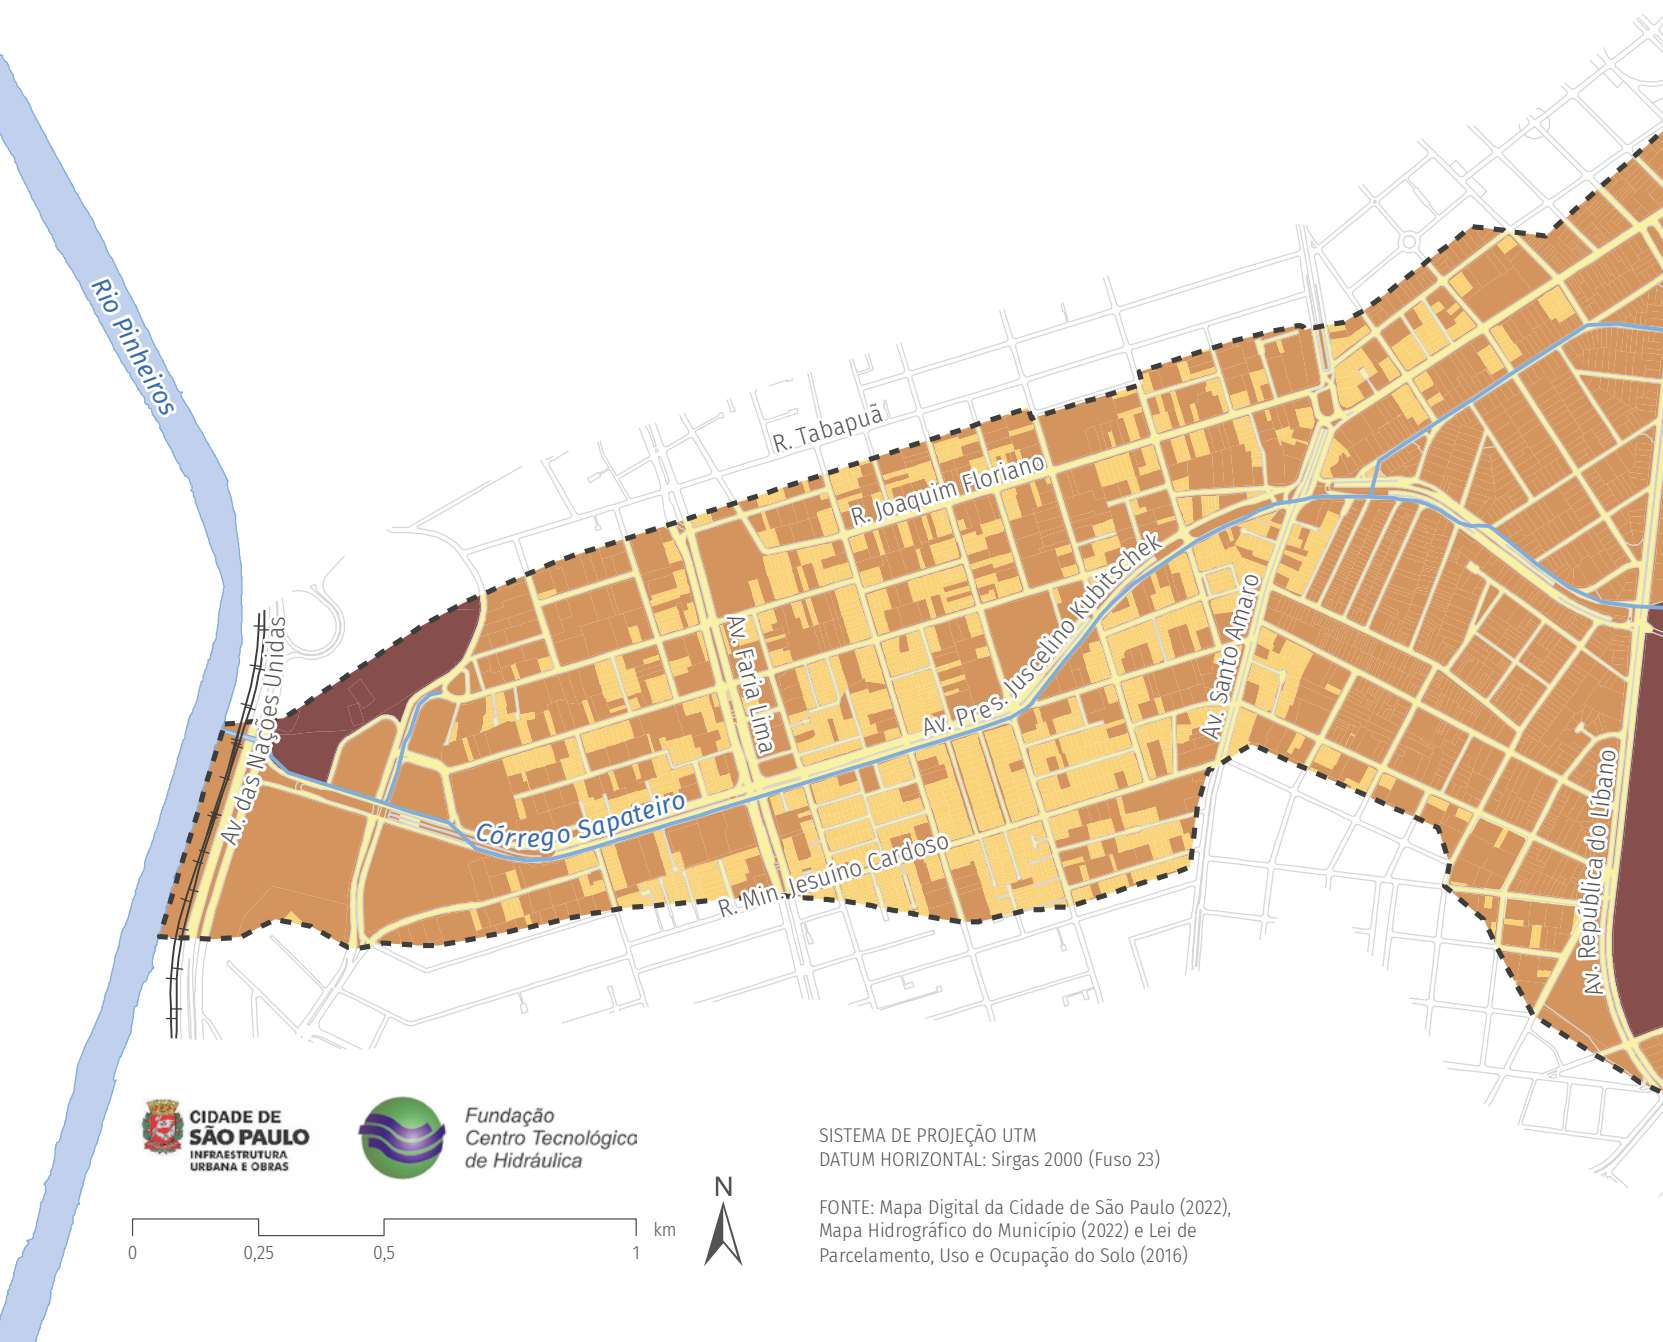 Rio Pinheiros
R. Tabapuã
R. Joaquim Floriano
Av. Pres. Juscelino Kubitschek
Av. Faria Lima
Av. Santo Amaro
Av. das Nações Unidas
Córrego Sapateiro
R. Min. Jesuíno Cardoso
Av. República do Líbano
CIDADE DE
SÃO PAULO
INFRAESTRUTURA
URBANA E OBRAS
Fundação
Centro Tecnológico
de Hidráulica
N
km
0 0,25 0,5 1
SISTEMA DE PROJEÇÃO UTM
DATUM HORIZONTAL: Sirgas 2000 (Fuso 23)
FONTE: Mapa Digital da Cidade de São Paulo (2022),
Mapa Hidrográfico do Município (2022) e Lei de
Parcelamento, Uso e Ocupação do Solo (2016)